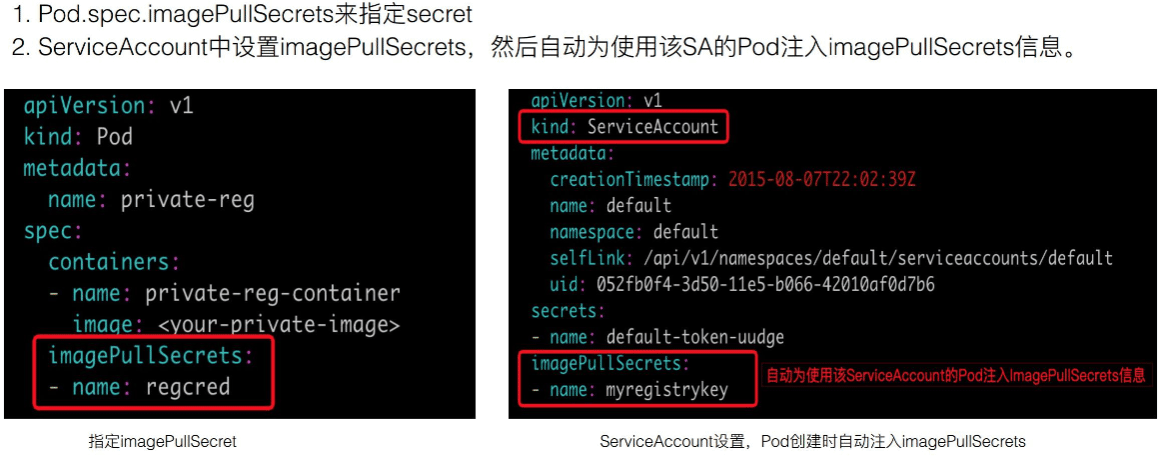 1. Pod.spec.imagePullSecrets来指定secret
2. ServiceAccount中设置imagePullSecrets，然后自动为使用该SA的Pod注入imagePullSecrets信息。
apiVersion: v1
kind: Pod
metadata:
  name: private-reg
spec:
  containers:
  - name: private-reg-container
    image: <your-private-image>
  imagePullSecrets:
  - name: regcred
指定imagePullSecret
apiVersion: v1
kind: ServiceAccount
metadata:
  creationTimestamp: 2015-08-07T22:02:39Z
  name: default
  namespace: default
  selfLink: /api/v1/namespaces/default/serviceaccounts/default
  uid: 052fb0f4-3d50-11e5-b066-42010af0d7b6
secrets:
- name: default-token-uudge
imagePullSecrets:
- name: myregistrykey
自动为使用该ServiceAccount的Pod注入ImagePullSecrets信息
ServiceAccount设置，Pod创建时自动注入imagePullSecrets